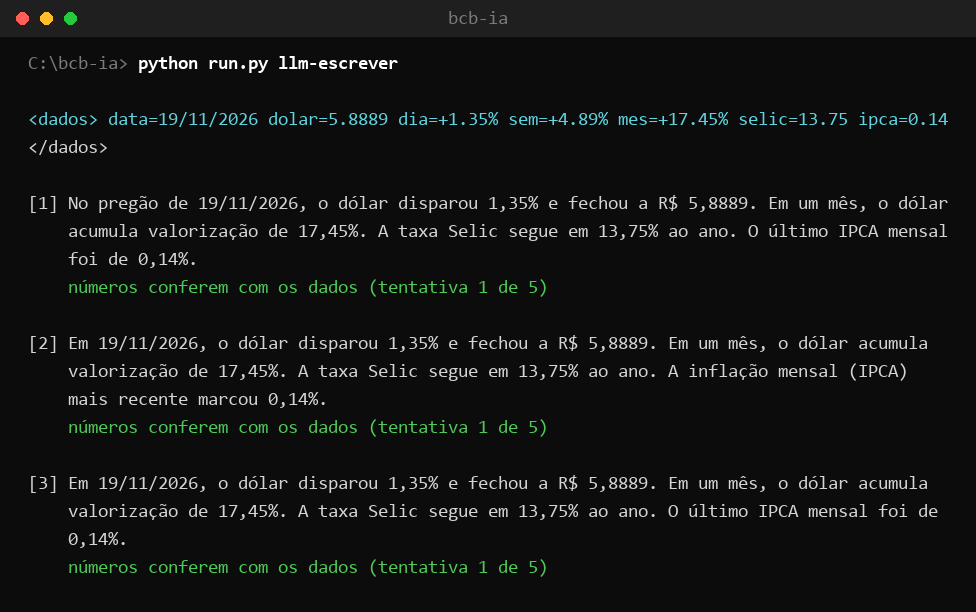 bcb-ia
C:\bcb-ia> python run.py llm-escrever
<dados> data=19/11/2026 dolar=5.8889 dia=+1.35% sem=+4.89% mes=+17.45% selic=13.75 ipca=0.14
</dados>
[1] No pregão de 19/11/2026, o dólar disparou 1,35% e fechou a R$ 5,8889. Em um mês, o dólar
acumula valorização de 17,45%. A taxa Selic segue em 13,75% ao ano. O último IPCA mensal
foi de 0,14%.
números conferem com os dados (tentativa 1 de 5)
[2] Em 19/11/2026, o dólar disparou 1,35% e fechou a R$ 5,8889. Em um mês, o dólar acumula
valorização de 17,45%. A taxa Selic segue em 13,75% ao ano. A inflação mensal (IPCA)
mais recente marcou 0,14%.
números conferem com os dados (tentativa 1 de 5)
[3] Em 19/11/2026, o dólar disparou 1,35% e fechou a R$ 5,8889. Em um mês, o dólar acumula
valorização de 17,45%. A taxa Selic segue em 13,75% ao ano. O último IPCA mensal foi de
0,14%.
números conferem com os dados (tentativa 1 de 5)